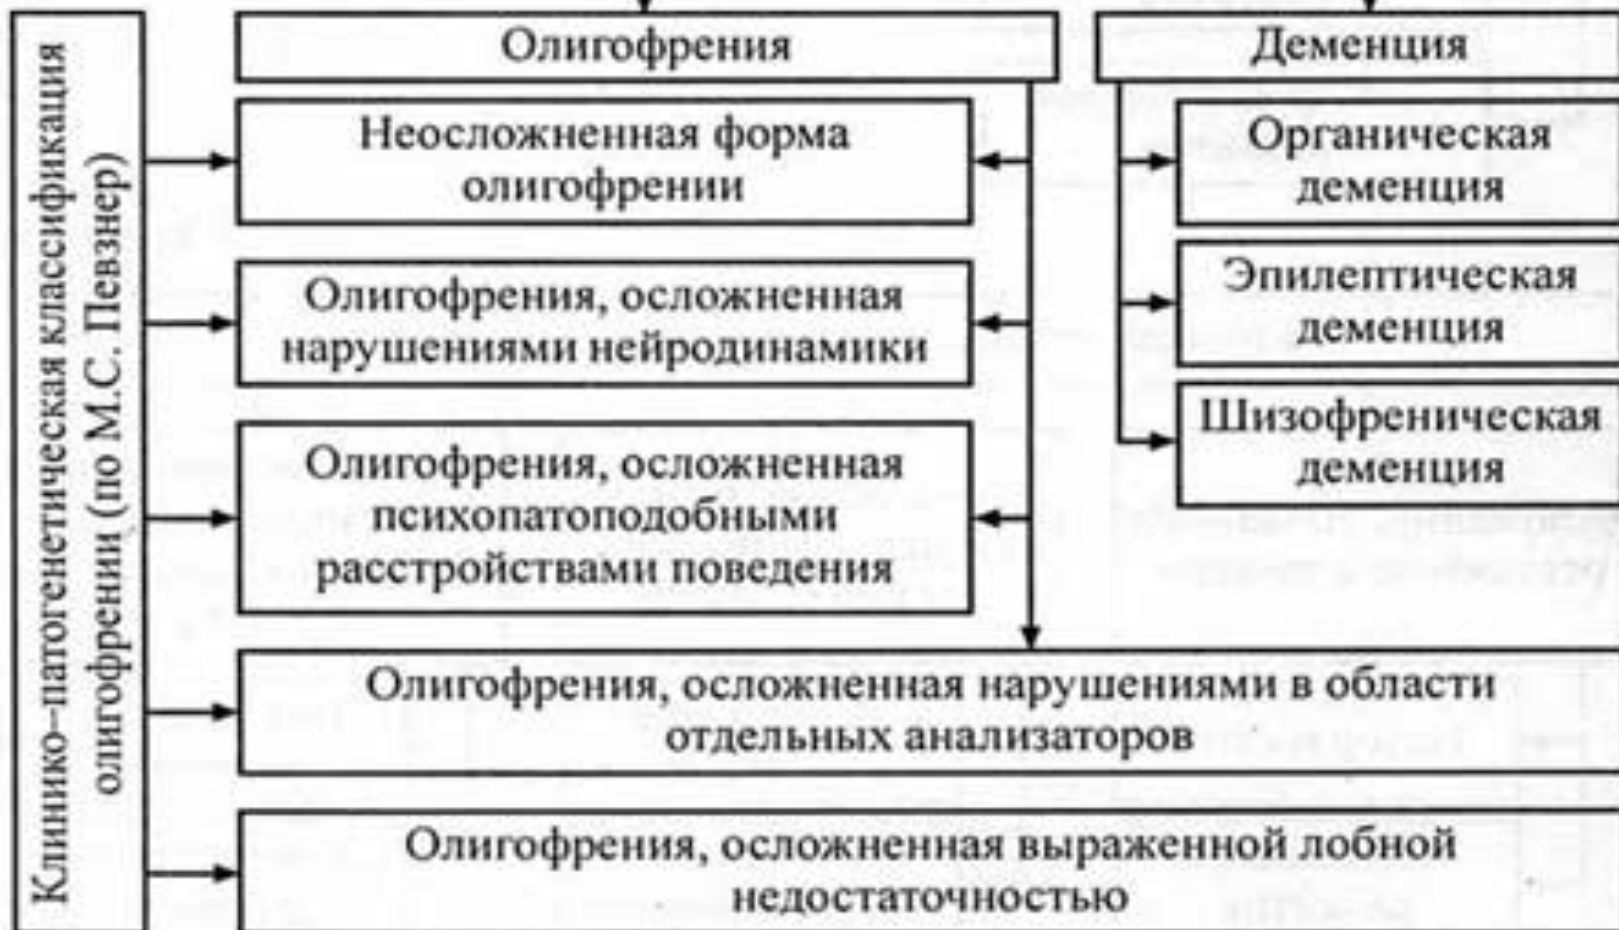 Клинико–патогенетическая классификация
олигофрении (по М.С. Певзнер)
Олигофрения
Неосложненная форма
олигофрении
Олигофрения, осложненная
нарушениями нейродинамики
Олигофрения, осложненная
психопатоподобными
расстройствами поведения
Олигофрения, осложненная нарушениями в области
отдельных анализаторов
Олигофрения, осложненная выраженной лобной
недостаточностью
Деменция
Органическая
деменция
Эпилептическая
деменция
Шизофреническая
деменция